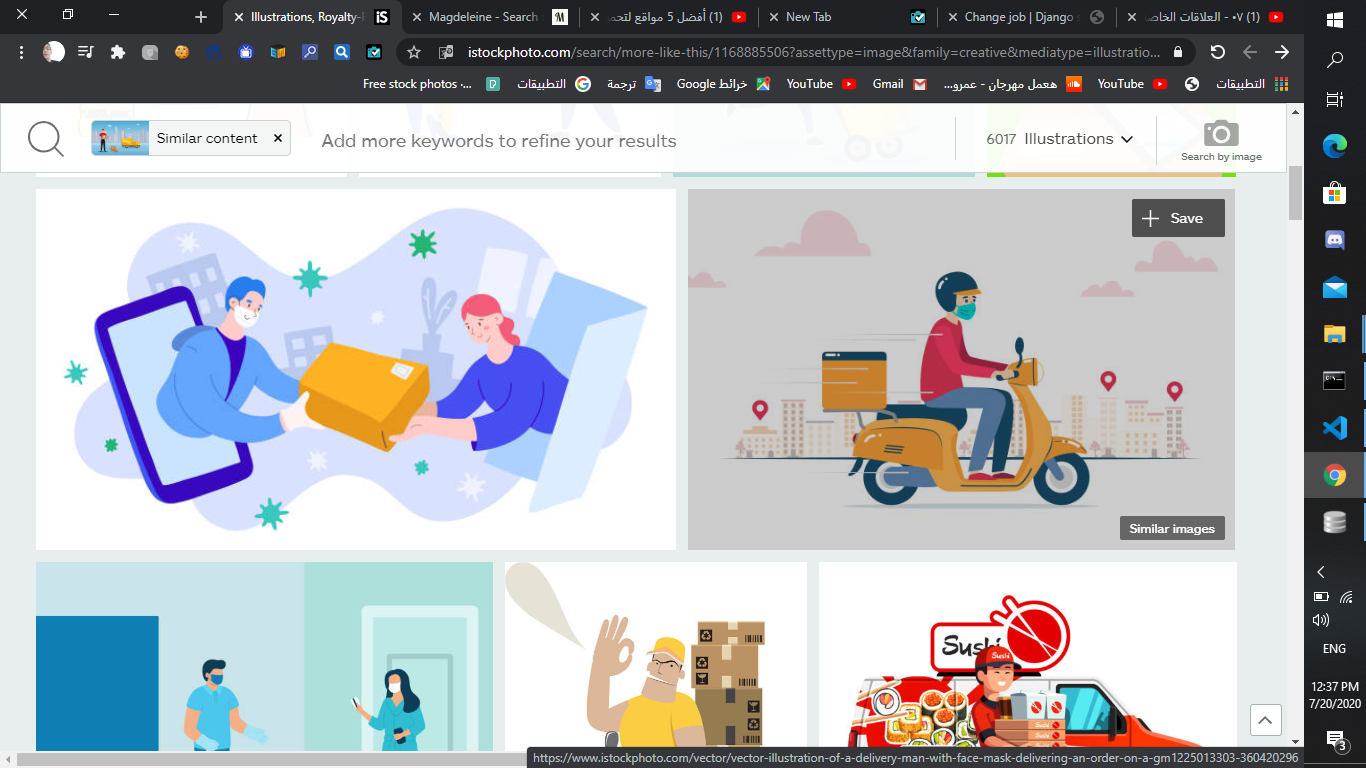 Illustrations, Royalty-F
Magdeleine - Search
(1) أفضل 5 مواقع لتحم
New Tab
Change job | Django s
(1) ٠٧ - العلاقات الخاص
istockphoto.com/search/more-like-this/1168885506?assettype=image&family=creative&mediatype=illustratio...
Free stock photos -...
التطبيقات
ترجمة
خرائط Google
YouTube
Gmail
هعمل مهرجان - عمرو...
YouTube
التطبيقات
Similar content
Add more keywords to refine your results
6017 Illustrations
Search by image
Save
Similar images
Sushi
Sushi
Sushi
Sushi
https://www.istockphoto.com/vector/vector-illustration-of-a-delivery-man-with-face-mask-delivering-an-order-on-a-gm1225013303-360420296
ENG
12:37 PM
7/20/2020
3